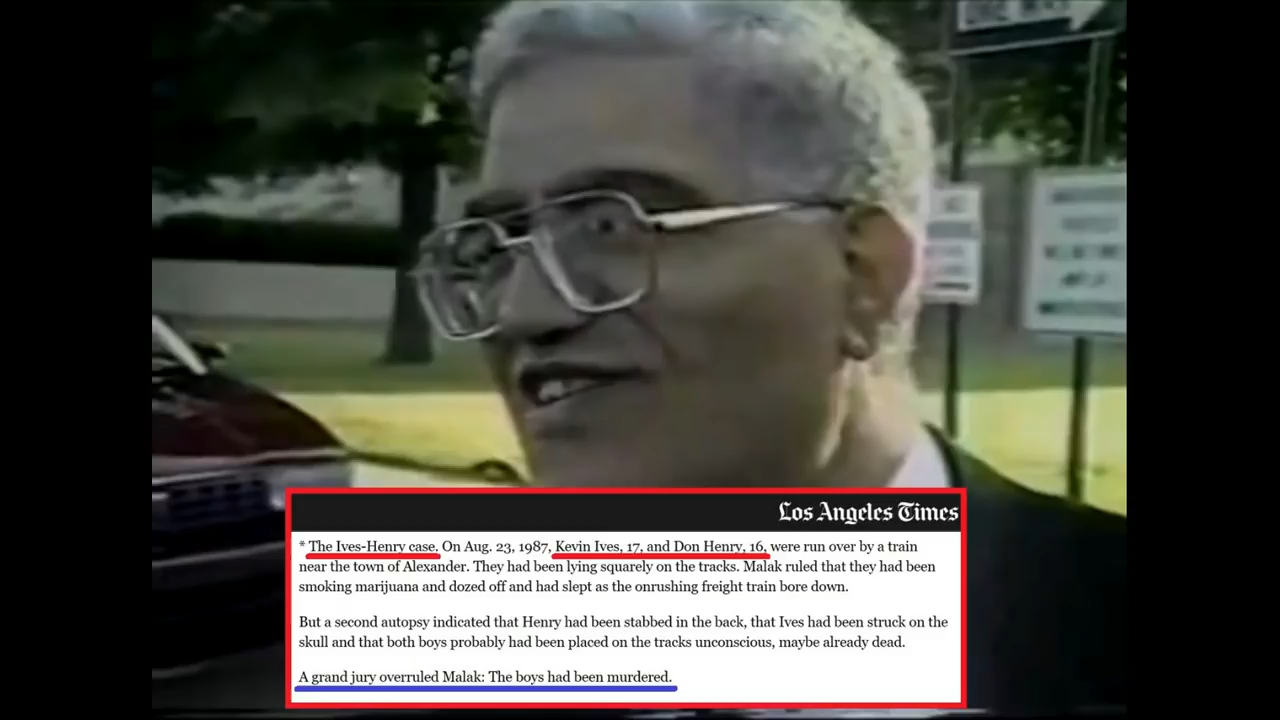 Los Angeles Times
* The Ives-Henry case. On Aug. 23, 1987, Kevin Ives, 17, and Don Henry, 16, were run over by a train
near the town of Alexander. They had been lying squarely on the tracks. Malak ruled that they had been
smoking marijuana and dozed off and had slept as the onrushing freight train bore down.
But a second autopsy indicated that Henry had been stabbed in the back, that Ives had been struck on the
skull and that both boys probably had been placed on the tracks unconscious, maybe already dead.
A grand jury overruled Malak: The boys had been murdered.